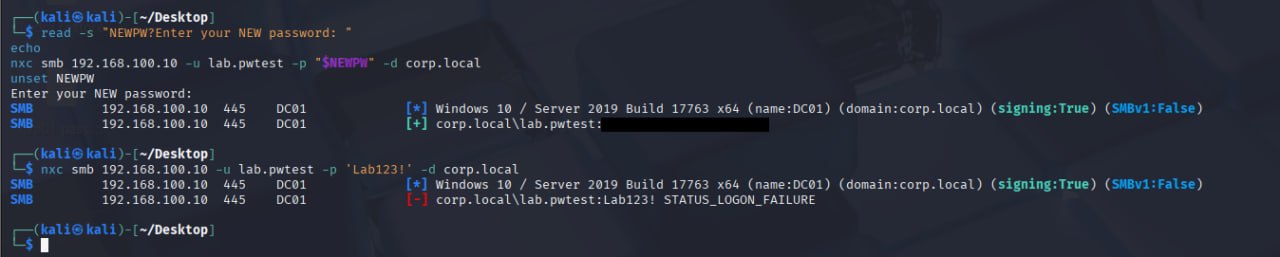 ┌──(kali㉿kali)-[~/Desktop]
└─$ read -s "NEWPW?Enter your NEW password: "
echo
nxc smb 192.168.100.10 -u lab.pwtest -p "$NEWPW" -d corp.local
unset NEWPW
Enter your NEW password:
SMB         192.168.100.10  445    DC01             [*] Windows 10 / Server 2019 Build 17763 x64 (name:DC01) (domain:corp.local) (signing:True) (SMBv1:False)
SMB         192.168.100.10  445    DC01             [+] corp.local\lab.pwtest:
┌──(kali㉿kali)-[~/Desktop]
└─$ nxc smb 192.168.100.10 -u lab.pwtest -p 'Lab123!' -d corp.local
SMB         192.168.100.10  445    DC01             [*] Windows 10 / Server 2019 Build 17763 x64 (name:DC01) (domain:corp.local) (signing:True) (SMBv1:False)
SMB         192.168.100.10  445    DC01             [-] corp.local\lab.pwtest:Lab123! STATUS_LOGON_FAILURE
┌──(kali㉿kali)-[~/Desktop]
└─$